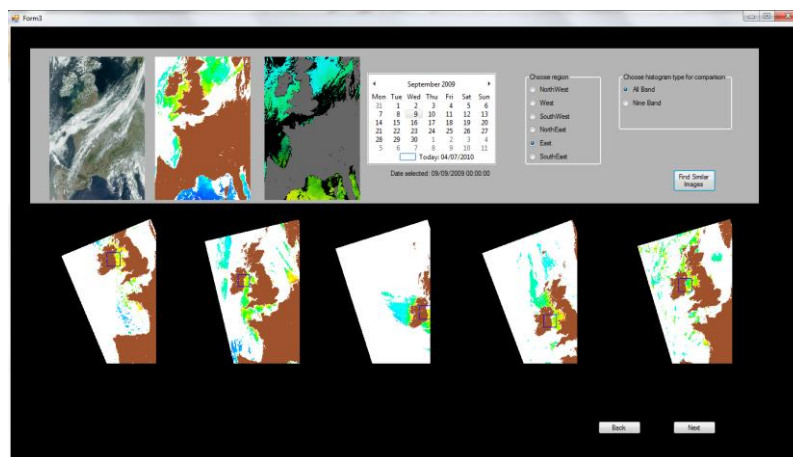 Form3
September 2009
Mon Tue Wed Thu Fri Sat Sun
31 1 2 3 4 5 6
7 8 9 10 11 12 13
14 15 16 17 18 19 20
21 22 23 24 25 26 27
28 29 30 1 2 3 4
5 6 7 8 9 10 11
Today: 04/07/2010
Date selected: 09/09/2009 00:00:00
Choose region
NorthWest
West
SouthWest
NorthEast
East
SouthEast
Choose histogram type for comparison
All Band
Nine Band
Find Similar
Images
Back
Next